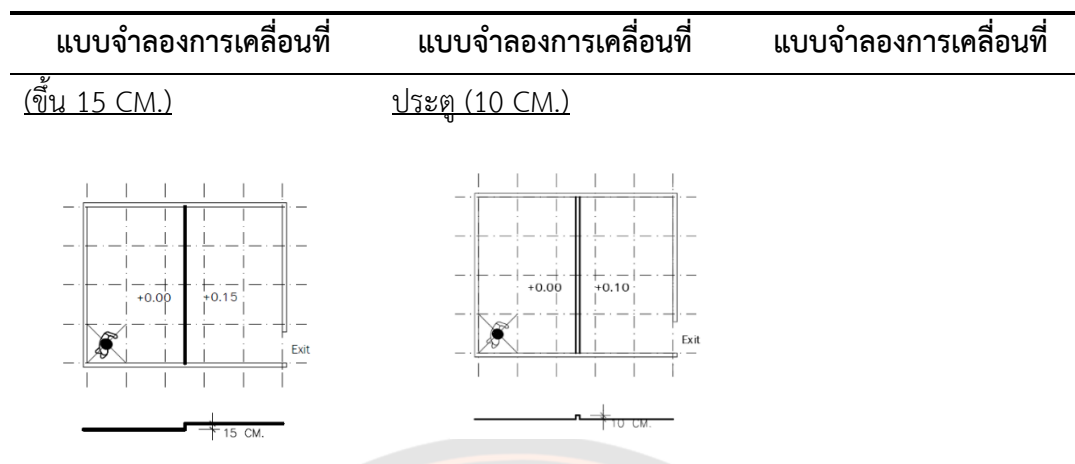 แบบจำลองการเคลื่อนที่ แบบจำลองการเคลื่อนที่ แบบจำลองการเคลื่อนที่
(ขึ้น 15 CM.) ประตู (10 CM.)
+0.00 +0.15
Exit
15 CM.
+0.00 +0.10
Exit
10 CM.